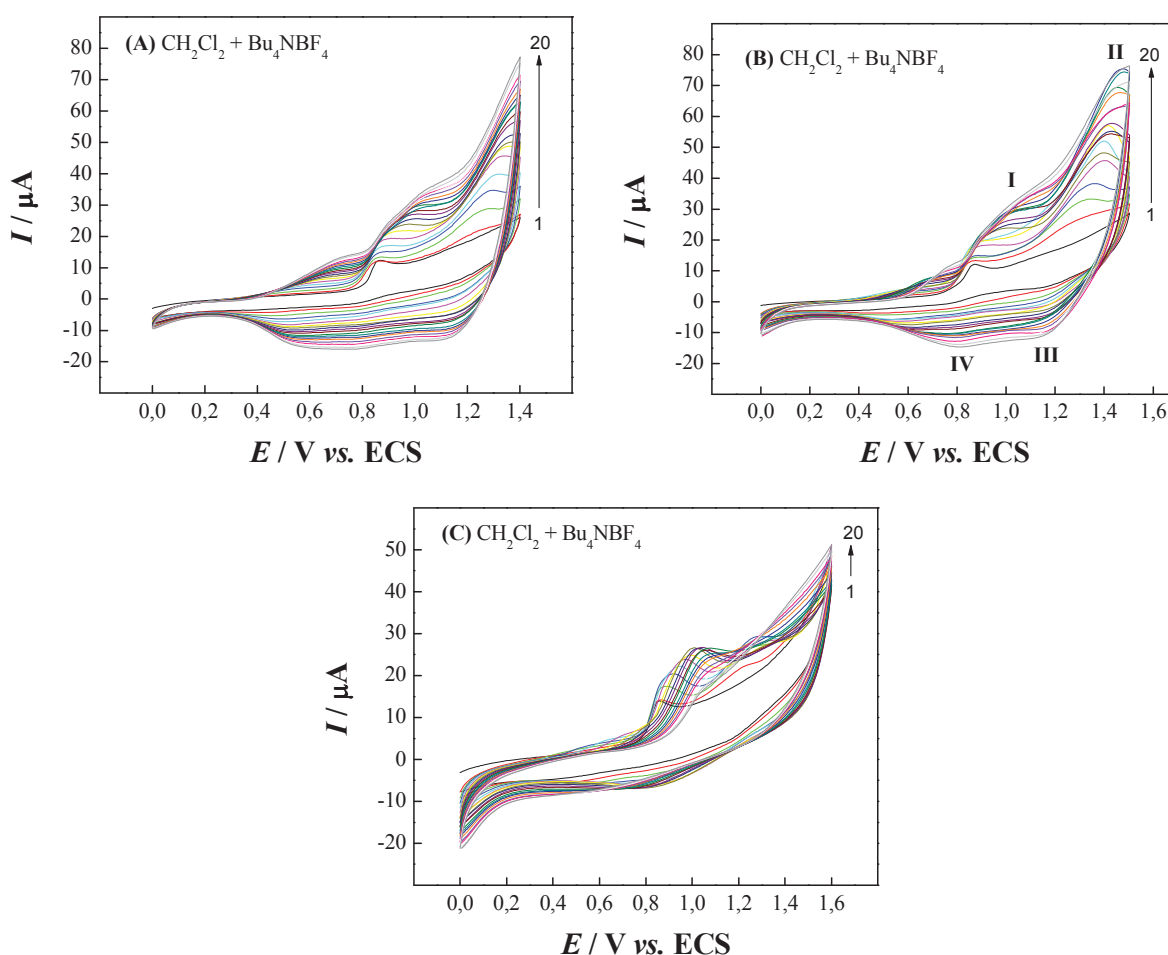 (A) CH₂Cl₂ + Bu₄NBF₄
20
1
80
70
60
50
40
30
20
10
0
-10
-20
I / μA
0,0 0,2 0,4 0,6 0,8 1,0 1,2 1,4
E / V vs. ECS
(B) CH₂Cl₂ + Bu₄NBF₄
II
20
I
1
IV
III
80
70
60
50
40
30
20
10
0
-10
-20
I / μA
0,0 0,2 0,4 0,6 0,8 1,0 1,2 1,4 1,6
E / V vs. ECS
(C) CH₂Cl₂ + Bu₄NBF₄
20
1
50
40
30
20
10
0
-10
-20
I / μA
0,0 0,2 0,4 0,6 0,8 1,0 1,2 1,4 1,6
E / V vs. ECS